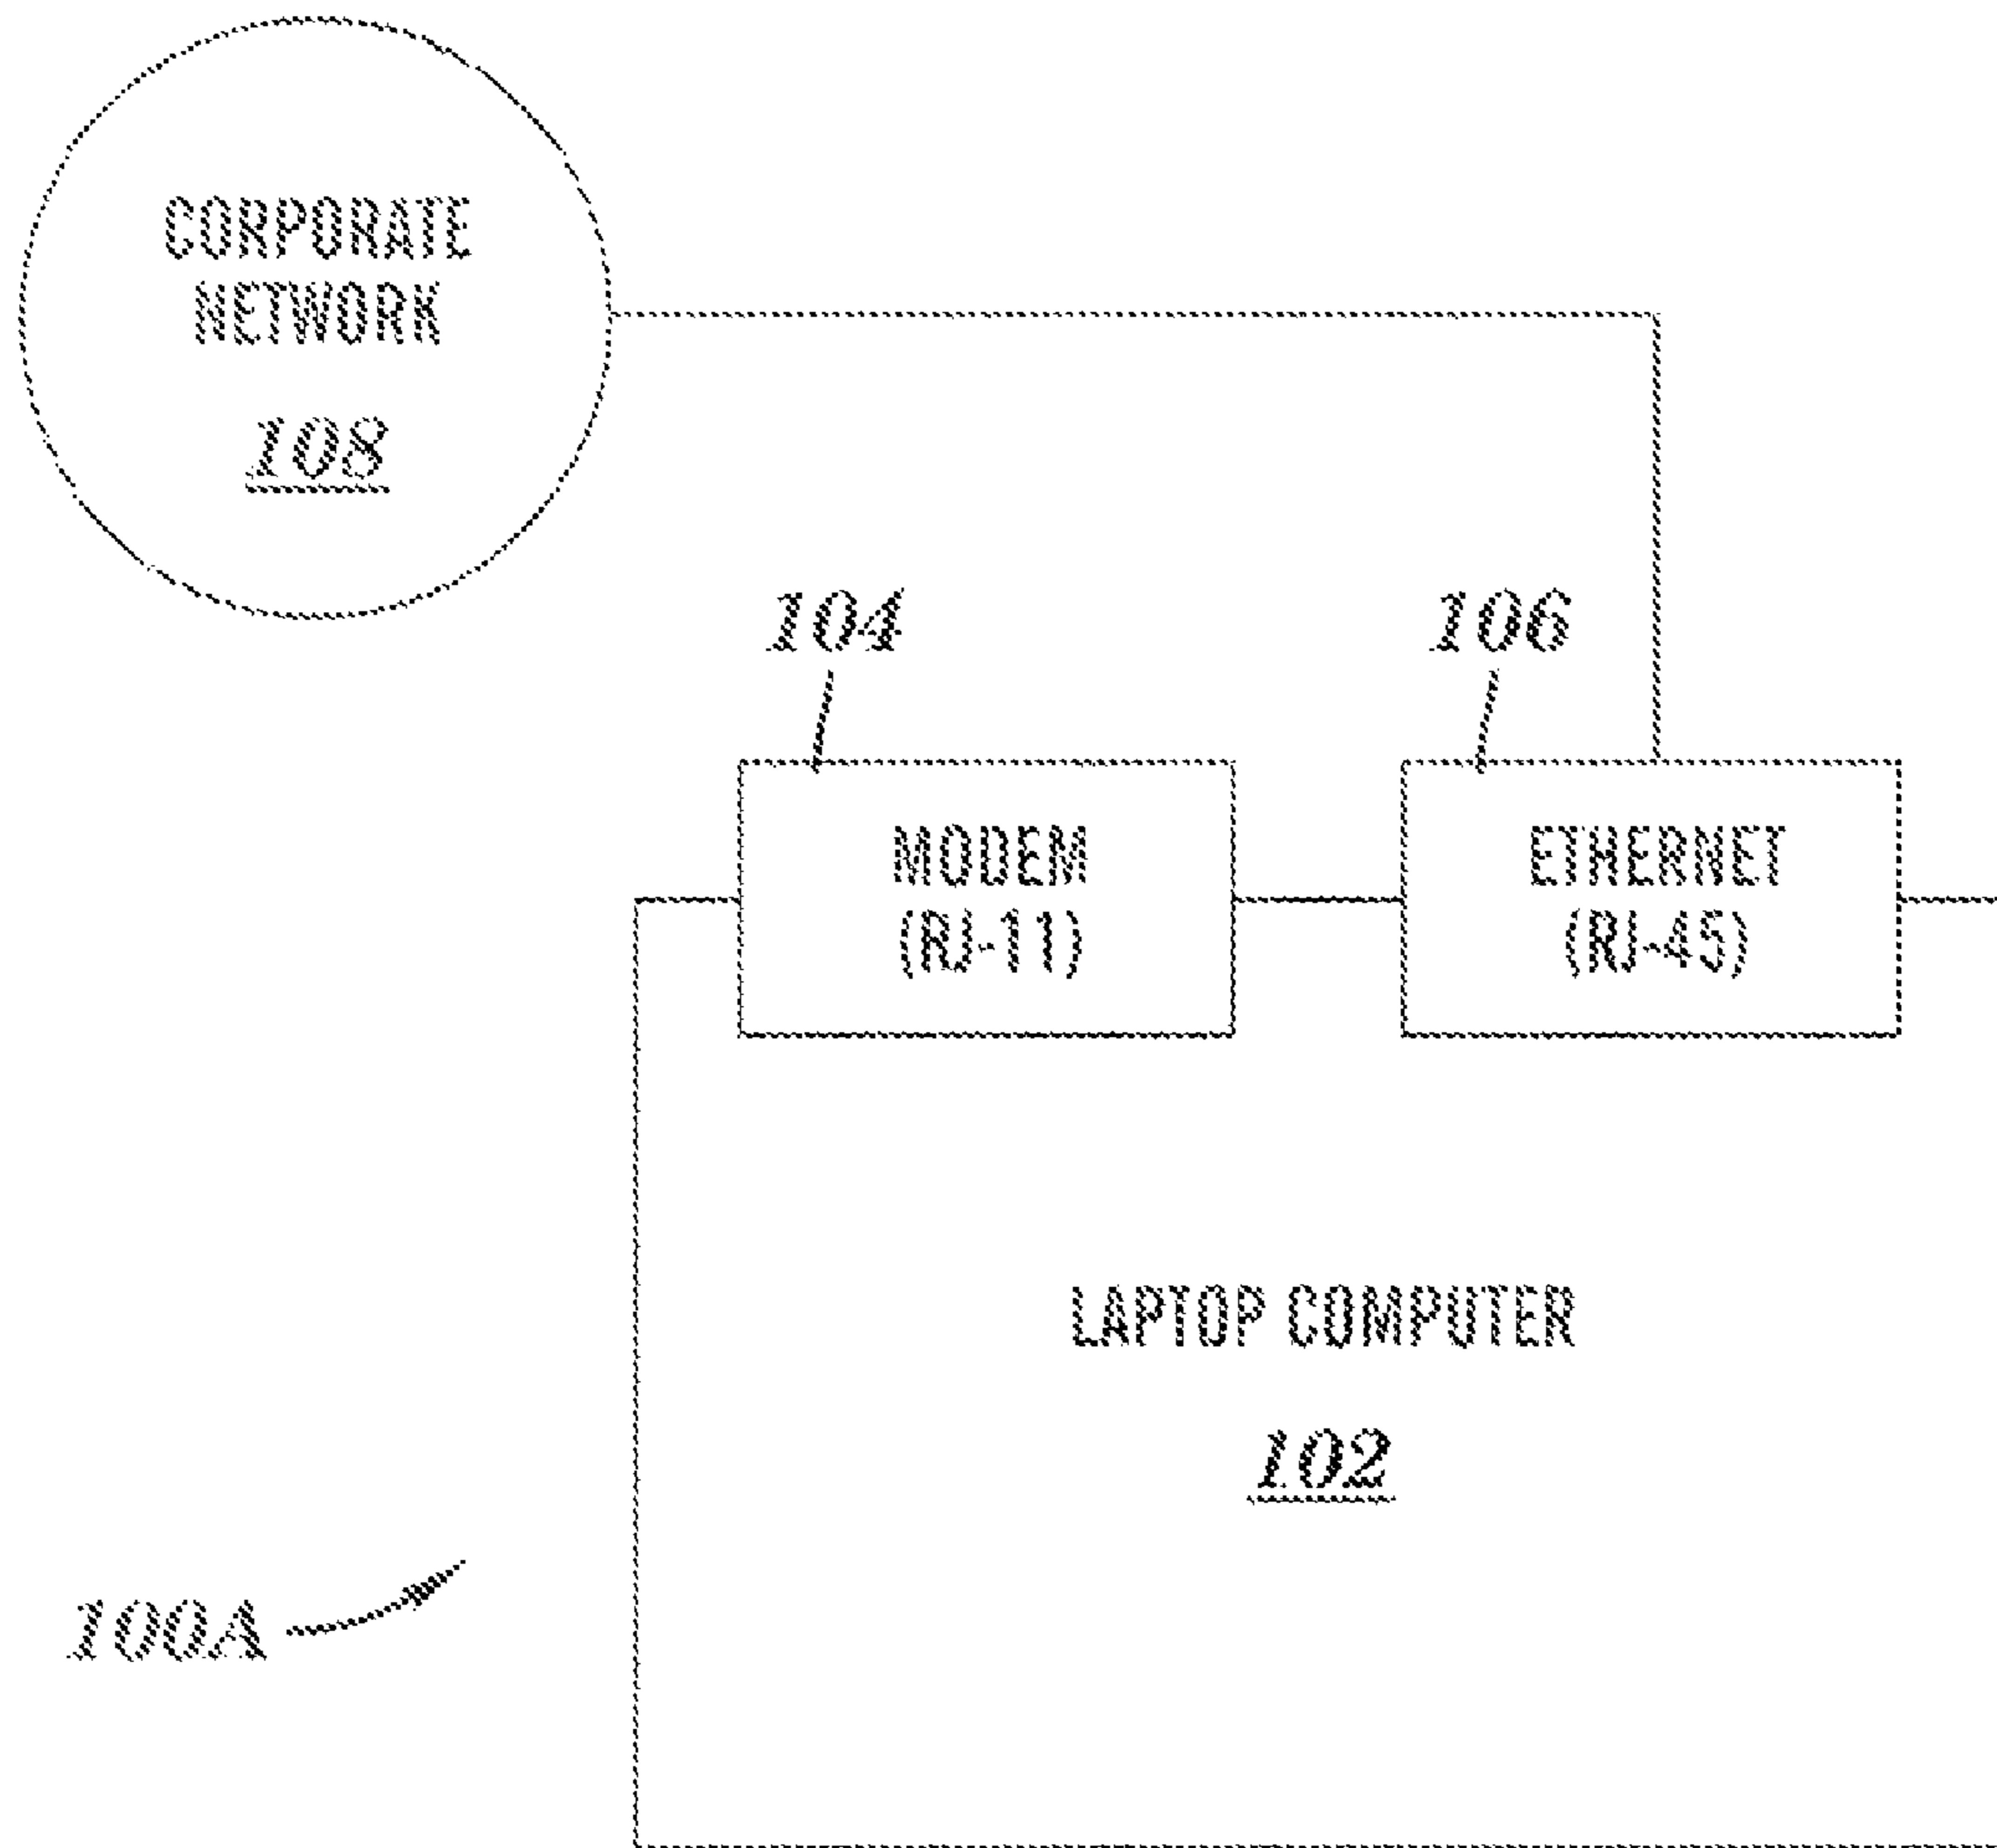 CORPORATE
NETWORK
108
104
106
MODEM
(RJ-11)
ETHERNET
(RJ-45)
LAPTOP COMPUTER
102
100A